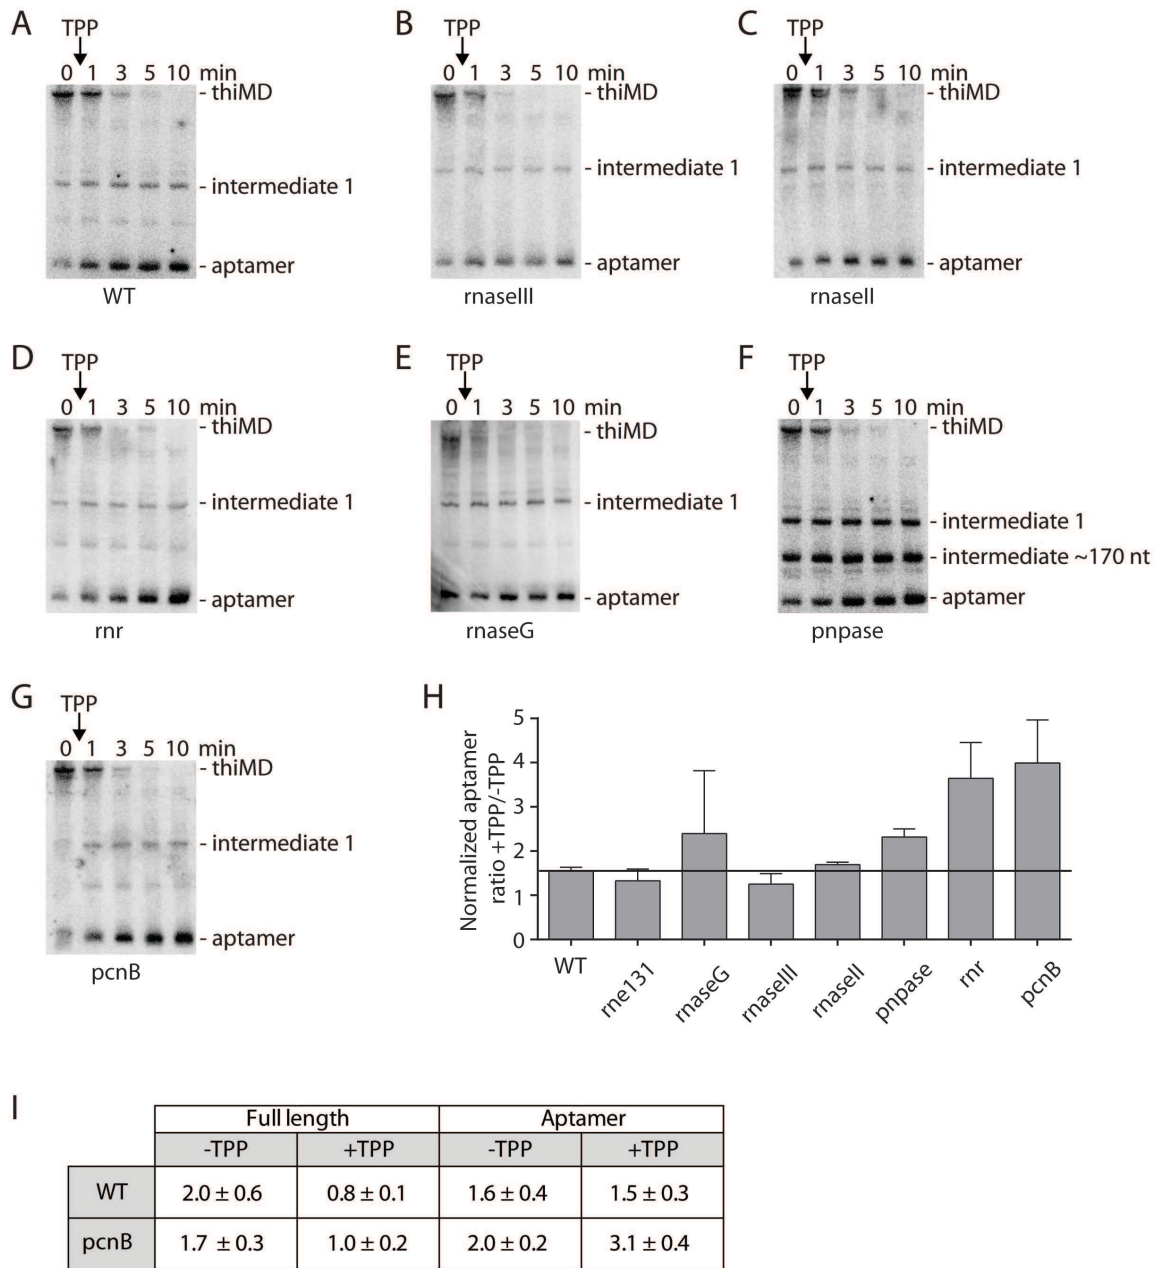 A
TPP
0 1 3 5 10 min
- thiMD
- intermediate 1
- aptamer
WT
B
TPP
0 1 3 5 10 min
- thiMD
- intermediate 1
- aptamer
rnaseIII
C
TPP
0 1 3 5 10 min
- thiMD
- intermediate 1
- aptamer
rnaseII
D
TPP
0 1 3 5 10 min
- thiMD
- intermediate 1
- aptamer
rnr
E
TPP
0 1 3 5 10 min
- thiMD
- intermediate 1
- aptamer
rnaseG
F
TPP
0 1 3 5 10 min
- thiMD
- intermediate 1
- intermediate ~170 nt
- aptamer
pnpase
G
TPP
0 1 3 5 10 min
- thiMD
- intermediate 1
- aptamer
pcnB
H
Normalized aptamer
ratio +TPP/-TPP
5
4
3
2
1
0
WT rne131 rnaseG rnaseIII rnaseII pnpase rnr pcnB
I
Full length Aptamer
-TPP +TPP -TPP +TPP
WT 2.0 ± 0.6 0.8 ± 0.1 1.6 ± 0.4 1.5 ± 0.3
pcnB 1.7 ± 0.3 1.0 ± 0.2 2.0 ± 0.2 3.1 ± 0.4